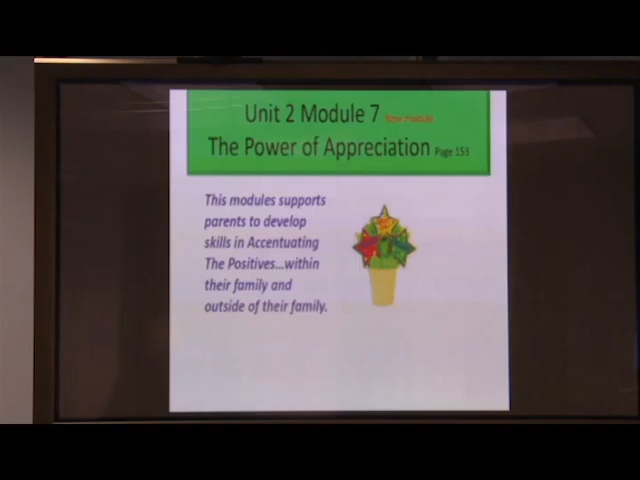 Unit 2 Module 7 New module
The Power of Appreciation Page 153
This modules supports
parents to develop
skills in Accentuating
The Positives...within
their family and
outside of their family.